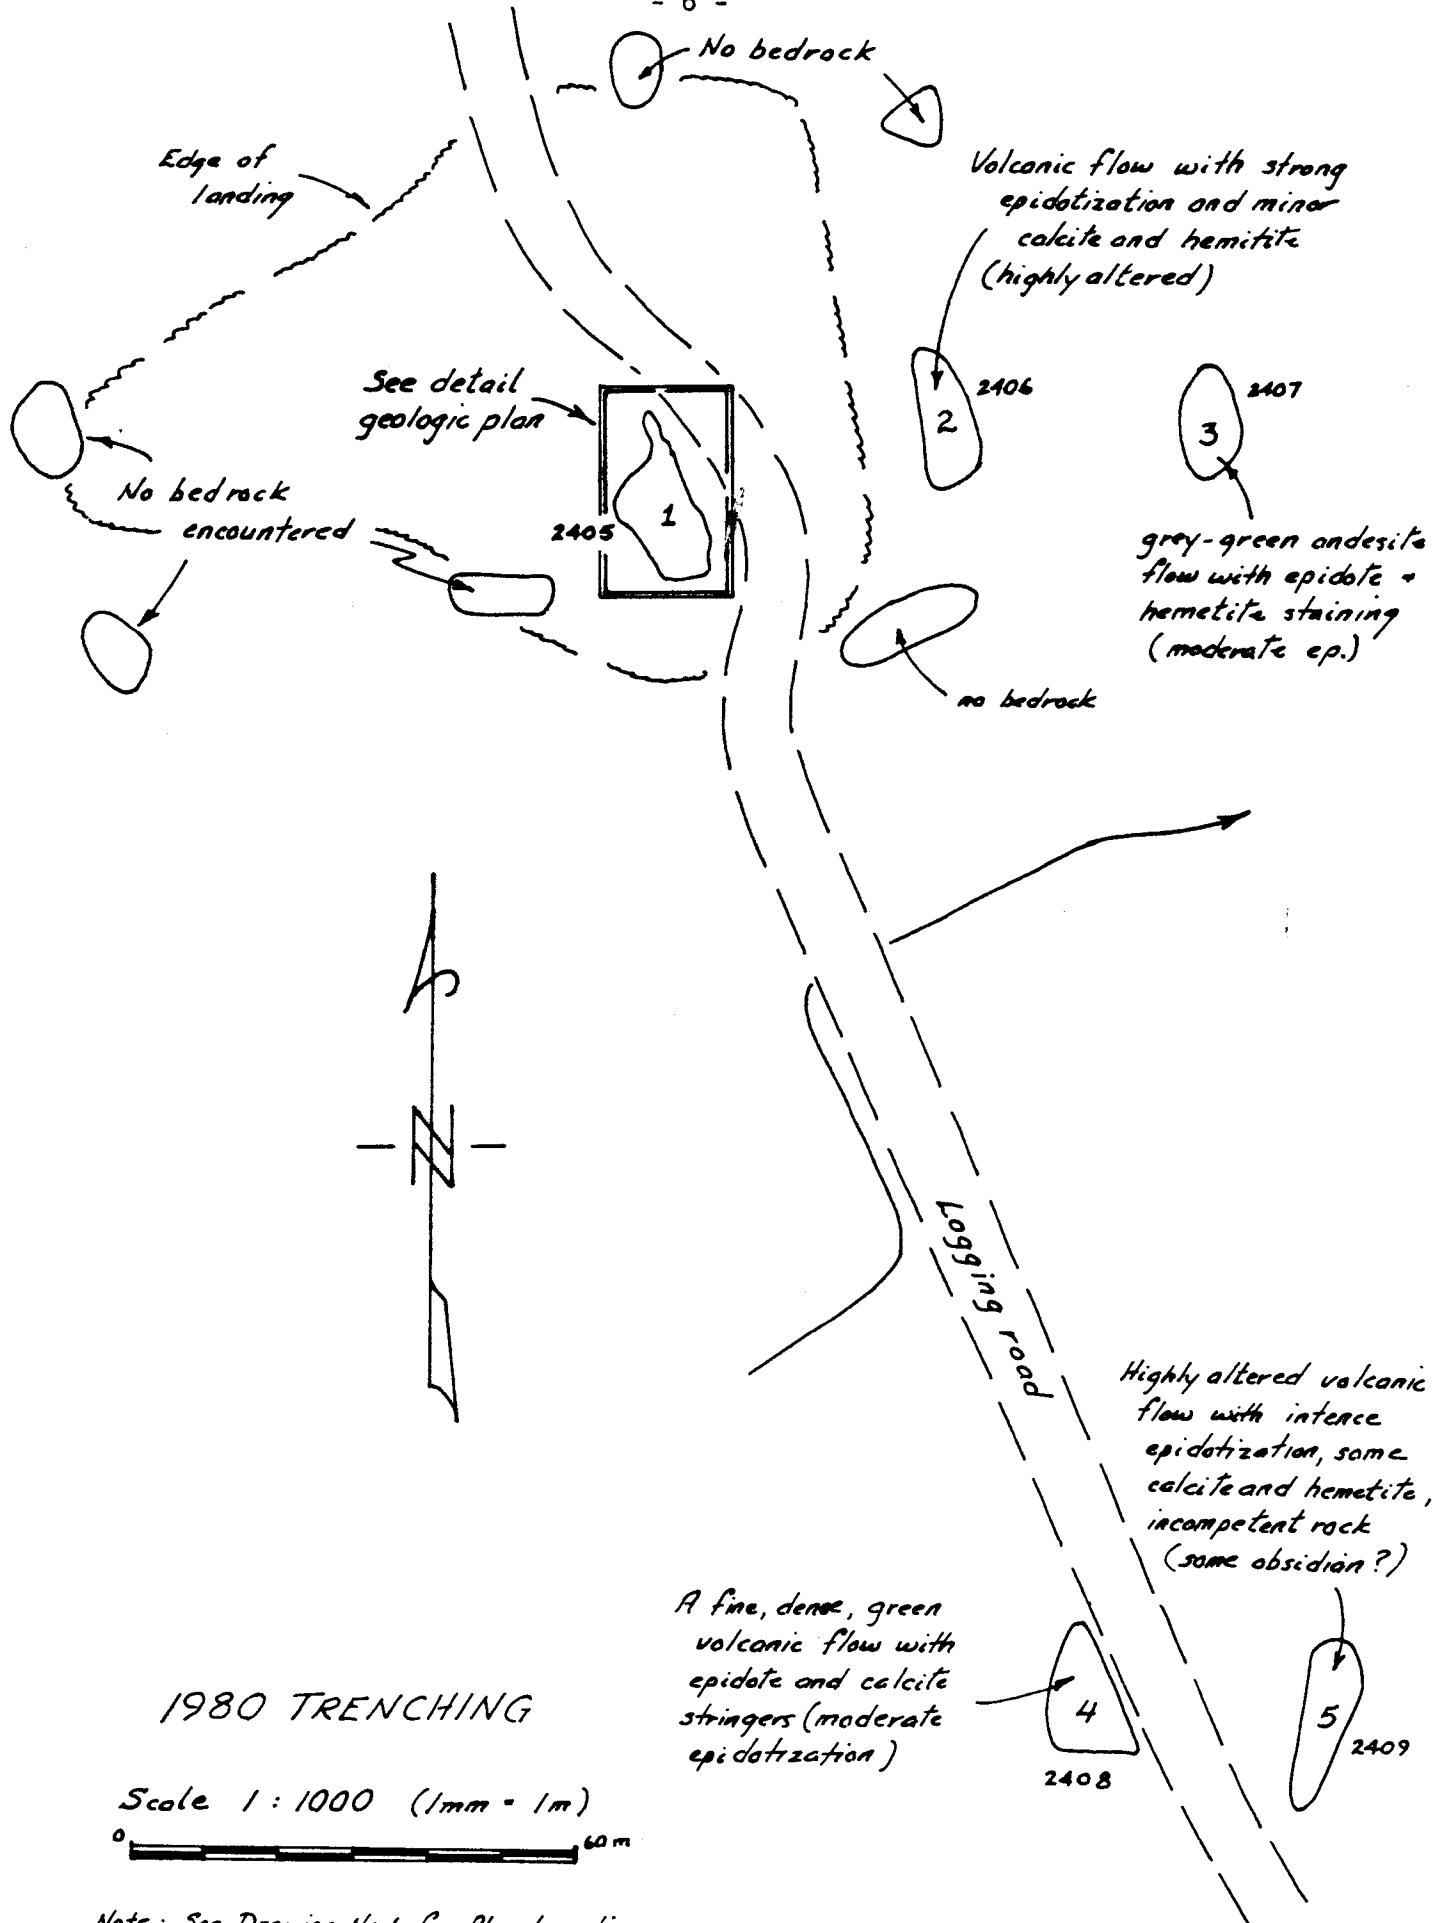 - 6 -
No bedrock
Edge of
landing
Volcanic flow with strong
epidotization and minor
calcite and hemitite
(highly altered)
See detail
geologic plan
2406
2
2407
3
No bedrock
encountered
2405
1
grey-green andesite
flow with epidote +
hemetite staining
(moderate ep.)
no bedrock
N
Logging road
Highly altered volcanic
flow with intence
epidotization, some
calcite and hemetite,
incompetent rock
(some obsidian?)
A fine, dense, green
volcanic flow with
epidote and calcite
stringers (moderate
epidotization)
4
2408
5
2409
1980 TRENCHING
Scale 1 : 1000 (1mm = 1m)
0 60 m
Note: See Drawing